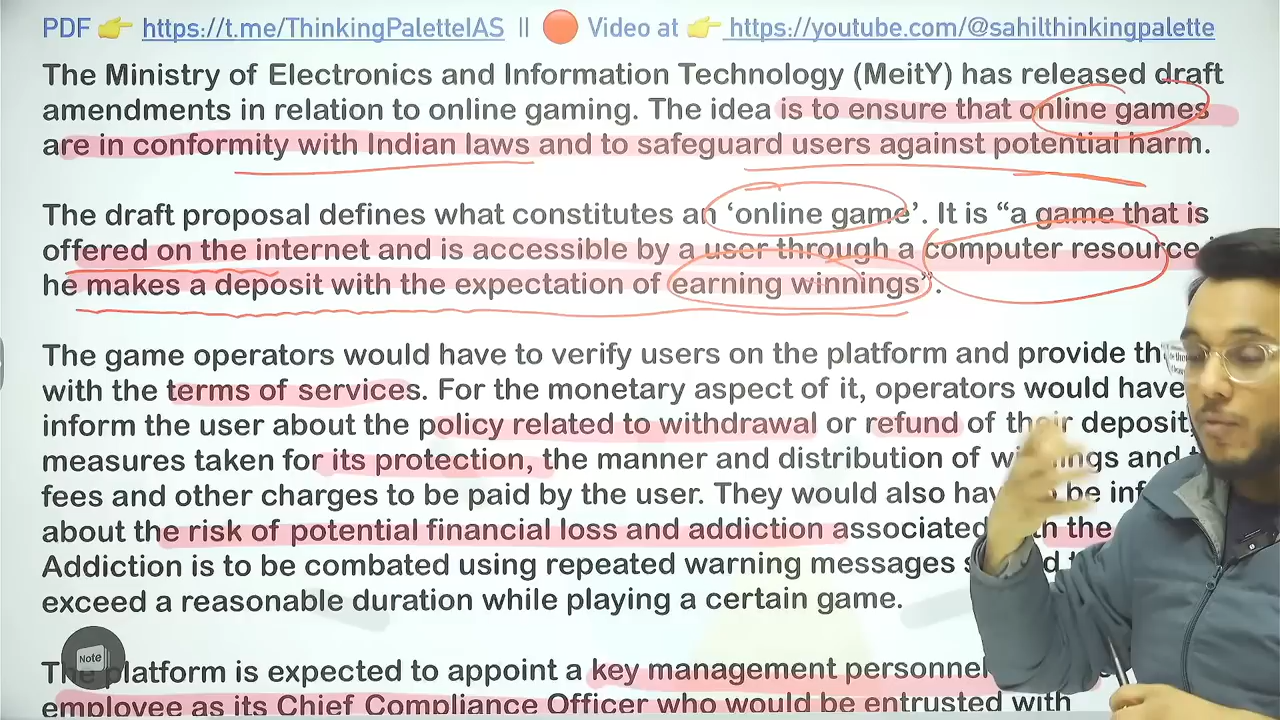 PDF 👉 https://t.me/ThinkingPaletteIAS || 🔴 Video at 👉 https://youtube.com/@sahilthinkingpalette
The Ministry of Electronics and Information Technology (MeitY) has released draft
amendments in relation to online gaming. The idea is to ensure that online games
are in conformity with Indian laws and to safeguard users against potential harm.
The draft proposal defines what constitutes an ‘online game’. It is “a game that is
offered on the internet and is accessible by a user through a computer resource
he makes a deposit with the expectation of earning winnings”.
The game operators would have to verify users on the platform and provide
with the terms of services. For the monetary aspect of it, operators would have
inform the user about the policy related to withdrawal or refund of their deposit,
measures taken for its protection, the manner and distribution of winnings and
fees and other charges to be paid by the user. They would also be
about the risk of potential financial loss and addiction associated the
Addiction is to be combated using repeated warning messages
exceed a reasonable duration while playing a certain game.
Note
The platform is expected to appoint a key management personnel
employee as its Chief Compliance Officer who would be entrusted with